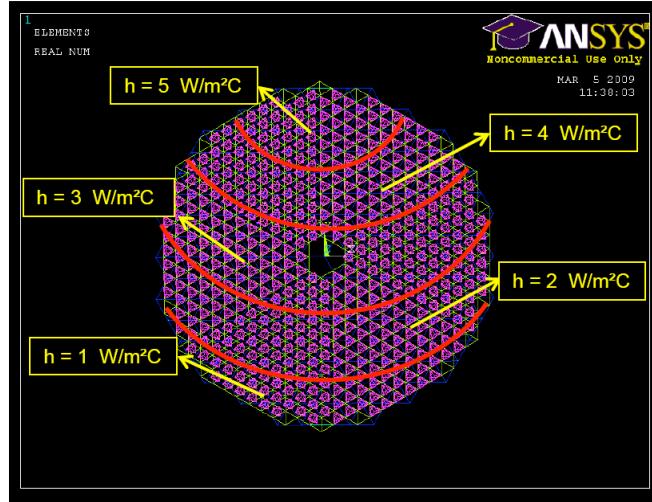 1
ELEMENTS
REAL NUM
ANSYS
Noncommercial Use Only
MAR 5 2009
11:38:03
h = 5 W/m²C
h = 4 W/m²C
h = 3 W/m²C
h = 2 W/m²C
h = 1 W/m²C